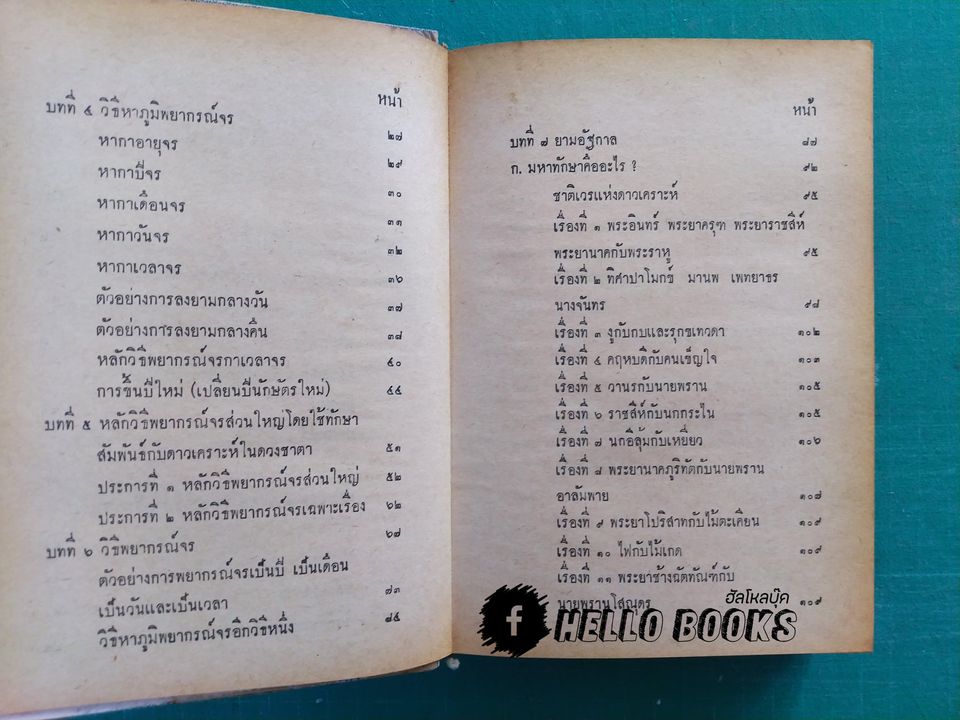 หน้า
บทที่ ๔ วิธีหาภูมิพยากรณ์จร ๒๗
หากาอายุจร ๒๙
หากาปีจร ๓๐
หากาเดือนจร ๓๑
หากาวันจร ๓๒
หากาเวลาจร ๓๖
ตัวอย่างการลงยามกลางวัน ๓๗
ตัวอย่างการลงยามกลางคืน ๓๘
หลักวิธีพยากรณ์จรกาเวลาจร ๔๐
การขึ้นปีใหม่ (เปลี่ยนปีนักษัตรใหม่) ๔๔
บทที่ ๕ หลักวิธีพยากรณ์จรส่วนใหญ่โดยใช้ทักษา
สัมพันธ์กับดาวเคราะห์ในดวงชาตา ๕๑
ประการที่ ๑ หลักวิธีพยากรณ์จรส่วนใหญ่ ๕๒
ประการที่ ๒ หลักวิธีพยากรณ์จรเฉพาะเรื่อง ๖๒
บทที่ ๖ วิธีพยากรณ์จร ๖๗
ตัวอย่างการพยากรณ์จรเป็นปี เป็นเดือน
เป็นวันและเป็นเวลา ๗๓
วิธีหาภูมิพยากรณ์จรอีกวิธีหนึ่ง ๘๕
หน้า
บทที่ ๗ ยามอัฐกาล ๘๗
ก. มหาทักษาคืออะไร ? ๙๒
ชาติเวรแห่งดาวเคราะห์ ๙๕
เรื่องที่ ๑ พระอินทร์ พระยาครุฑ พระยาราชสีห์
พระยานาคกับพระราหู ๙๕
เรื่องที่ ๒ ทิศาปาโมกข์ มานพ เพทยาธร
นางจันทร ๙๘
เรื่องที่ ๓ งูกับกบและรุกขเทวดา ๑๐๒
เรื่องที่ ๔ คฤหบดีกับคนเข็ญใจ ๑๐๓
เรื่องที่ ๕ วานรกับนายพราน ๑๐๕
เรื่องที่ ๖ ราชสีห์กับนกกระไน ๑๐๕
เรื่องที่ ๗ นกอีลุ้มกับเหยี่ยว ๑๐๖
เรื่องที่ ๘ พระยานาคภูริทัตกับนายพราน
อาลัมพาย ๑๐๗
เรื่องที่ ๙ พระยาโปริสาทกับไม้ตะเคียน ๑๐๙
เรื่องที่ ๑๐ ไฟกับไม้เกด ๑๐๙
เรื่องที่ ๑๑ พระยาช้างฉัตทัณฑ์กับ
นายพรานโสณุดร ๑๐๙
ฮัลโหลบุ๊ค
f HELLO BOOKS